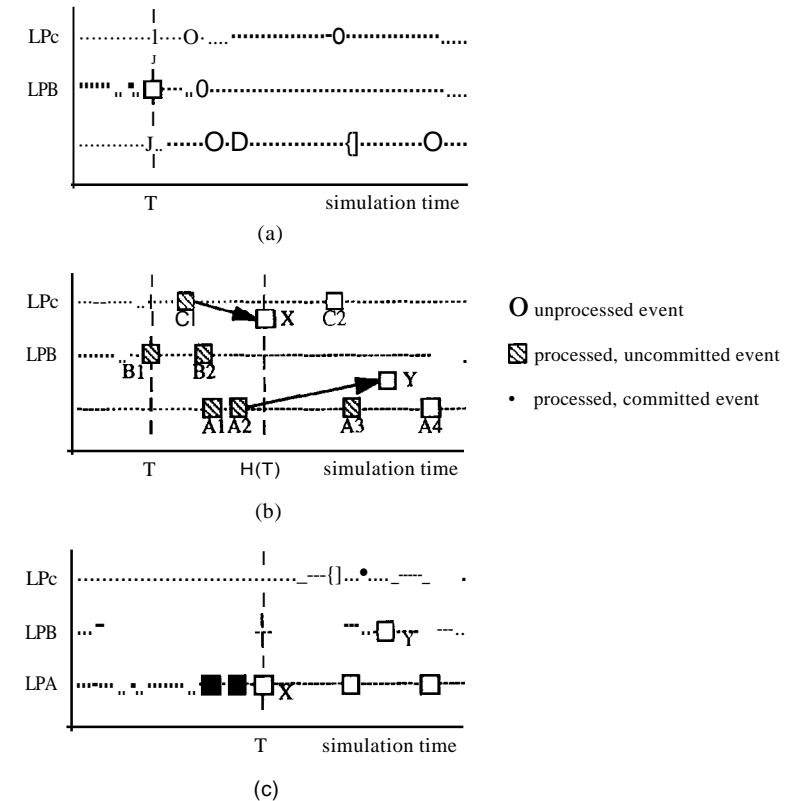 LPc
LPB
T simulation time
(a)
LPc
C1 X C2
LPB
B1 B2
Y
A1 A2 A3 A4
T H(T) simulation time
(b)
O unprocessed event
processed, uncommitted event
• processed, committed event
LPc
LPB
Y
LPA
X
T simulation time
(c)